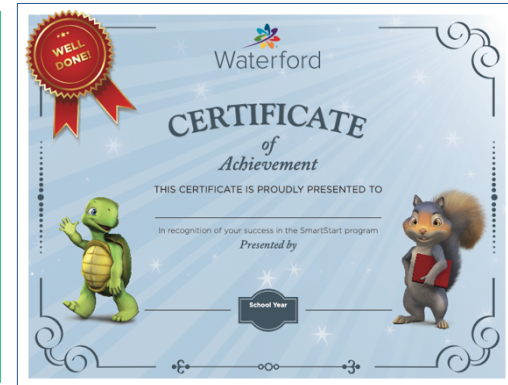 WELL
DONE!
Waterford
CERTIFICATE
of
Achievement
THIS CERTIFICATE IS PROUDLY PRESENTED TO
In recognition of your success in the SmartStart program.
Presented by
School Year